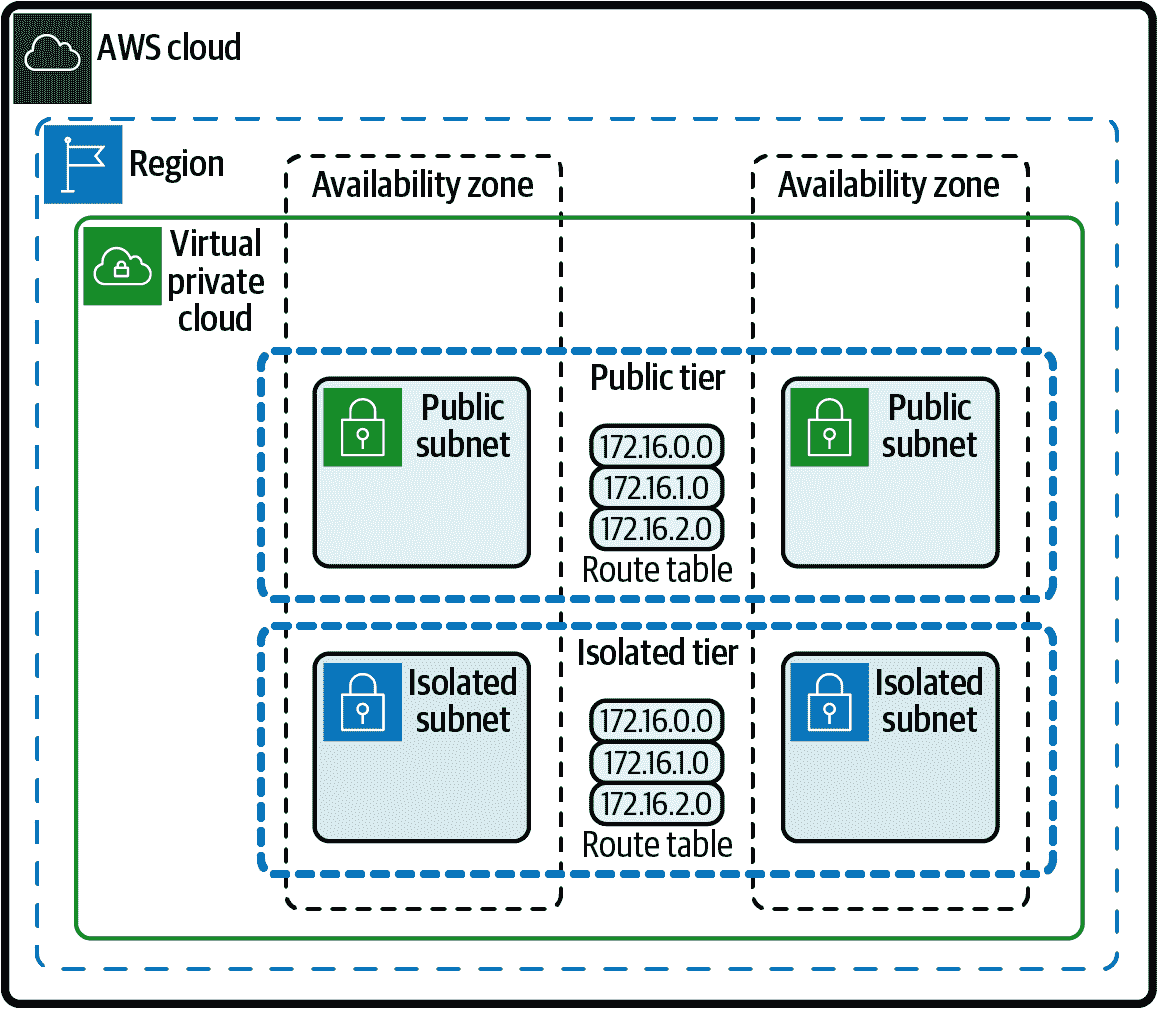 AWS cloud
Region
Availability zone
Availability zone
Virtual
private
cloud
Public tier
Public
subnet
172.16.0.0
172.16.1.0
172.16.2.0
Route table
Public
subnet
Isolated tier
Isolated
subnet
172.16.0.0
172.16.1.0
172.16.2.0
Route table
Isolated
subnet